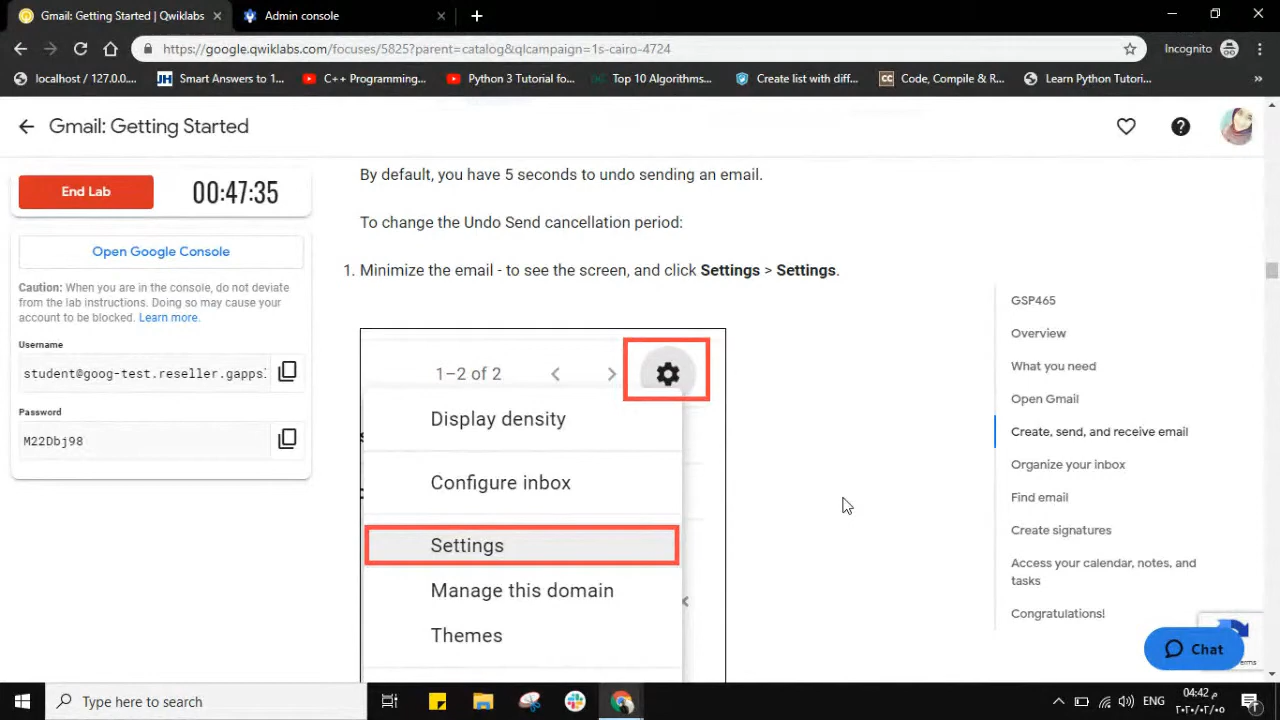 Gmail: Getting Started | Qwiklabs
Admin console
https://google.qwiklabs.com/focuses/5825?parent=catalog&qlcampaign=1s-cairo-4724
Incognito
localhost / 127.0.0....
JH Smart Answers to 1...
C++ Programming...
Python 3 Tutorial fo...
Top 10 Algorithms...
Create list with diff...
CC Code, Compile & R...
Learn Python Tutori...
»
Gmail: Getting Started
End Lab
00:47:35
Open Google Console
Caution: When you are in the console, do not deviate
from the lab instructions. Doing so may cause your
account to be blocked. Learn more.
Username
student@goog-test.reseller.gapps
Password
M22Dbj98
By default, you have 5 seconds to undo sending an email.
To change the Undo Send cancellation period:
1. Minimize the email - to see the screen, and click Settings > Settings.
1–2 of 2
Display density
Configure inbox
Settings
Manage this domain
Themes
GSP465
Overview
What you need
Open Gmail
Create, send, and receive email
Organize your inbox
Find email
Create signatures
Access your calendar, notes, and
tasks
Congratulations!
Chat
Type here to search
ENG
04:42 م